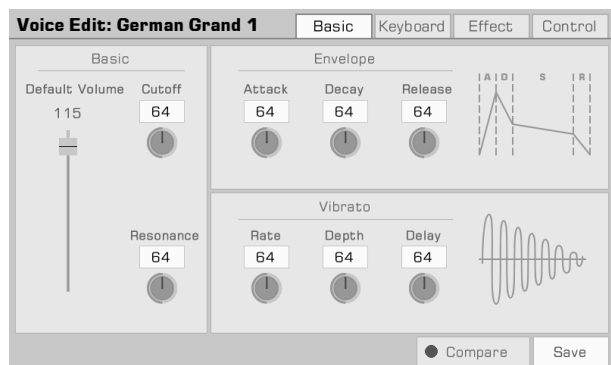 Voice Edit: German Grand 1
Basic Keyboard Effect Control
Basic
Default Volume Cutoff
115 64
Resonance
64
Envelope
Attack Decay Release
64 64 64
A D S R
Vibrato
Rate Depth Delay
64 64 64
Compare Save